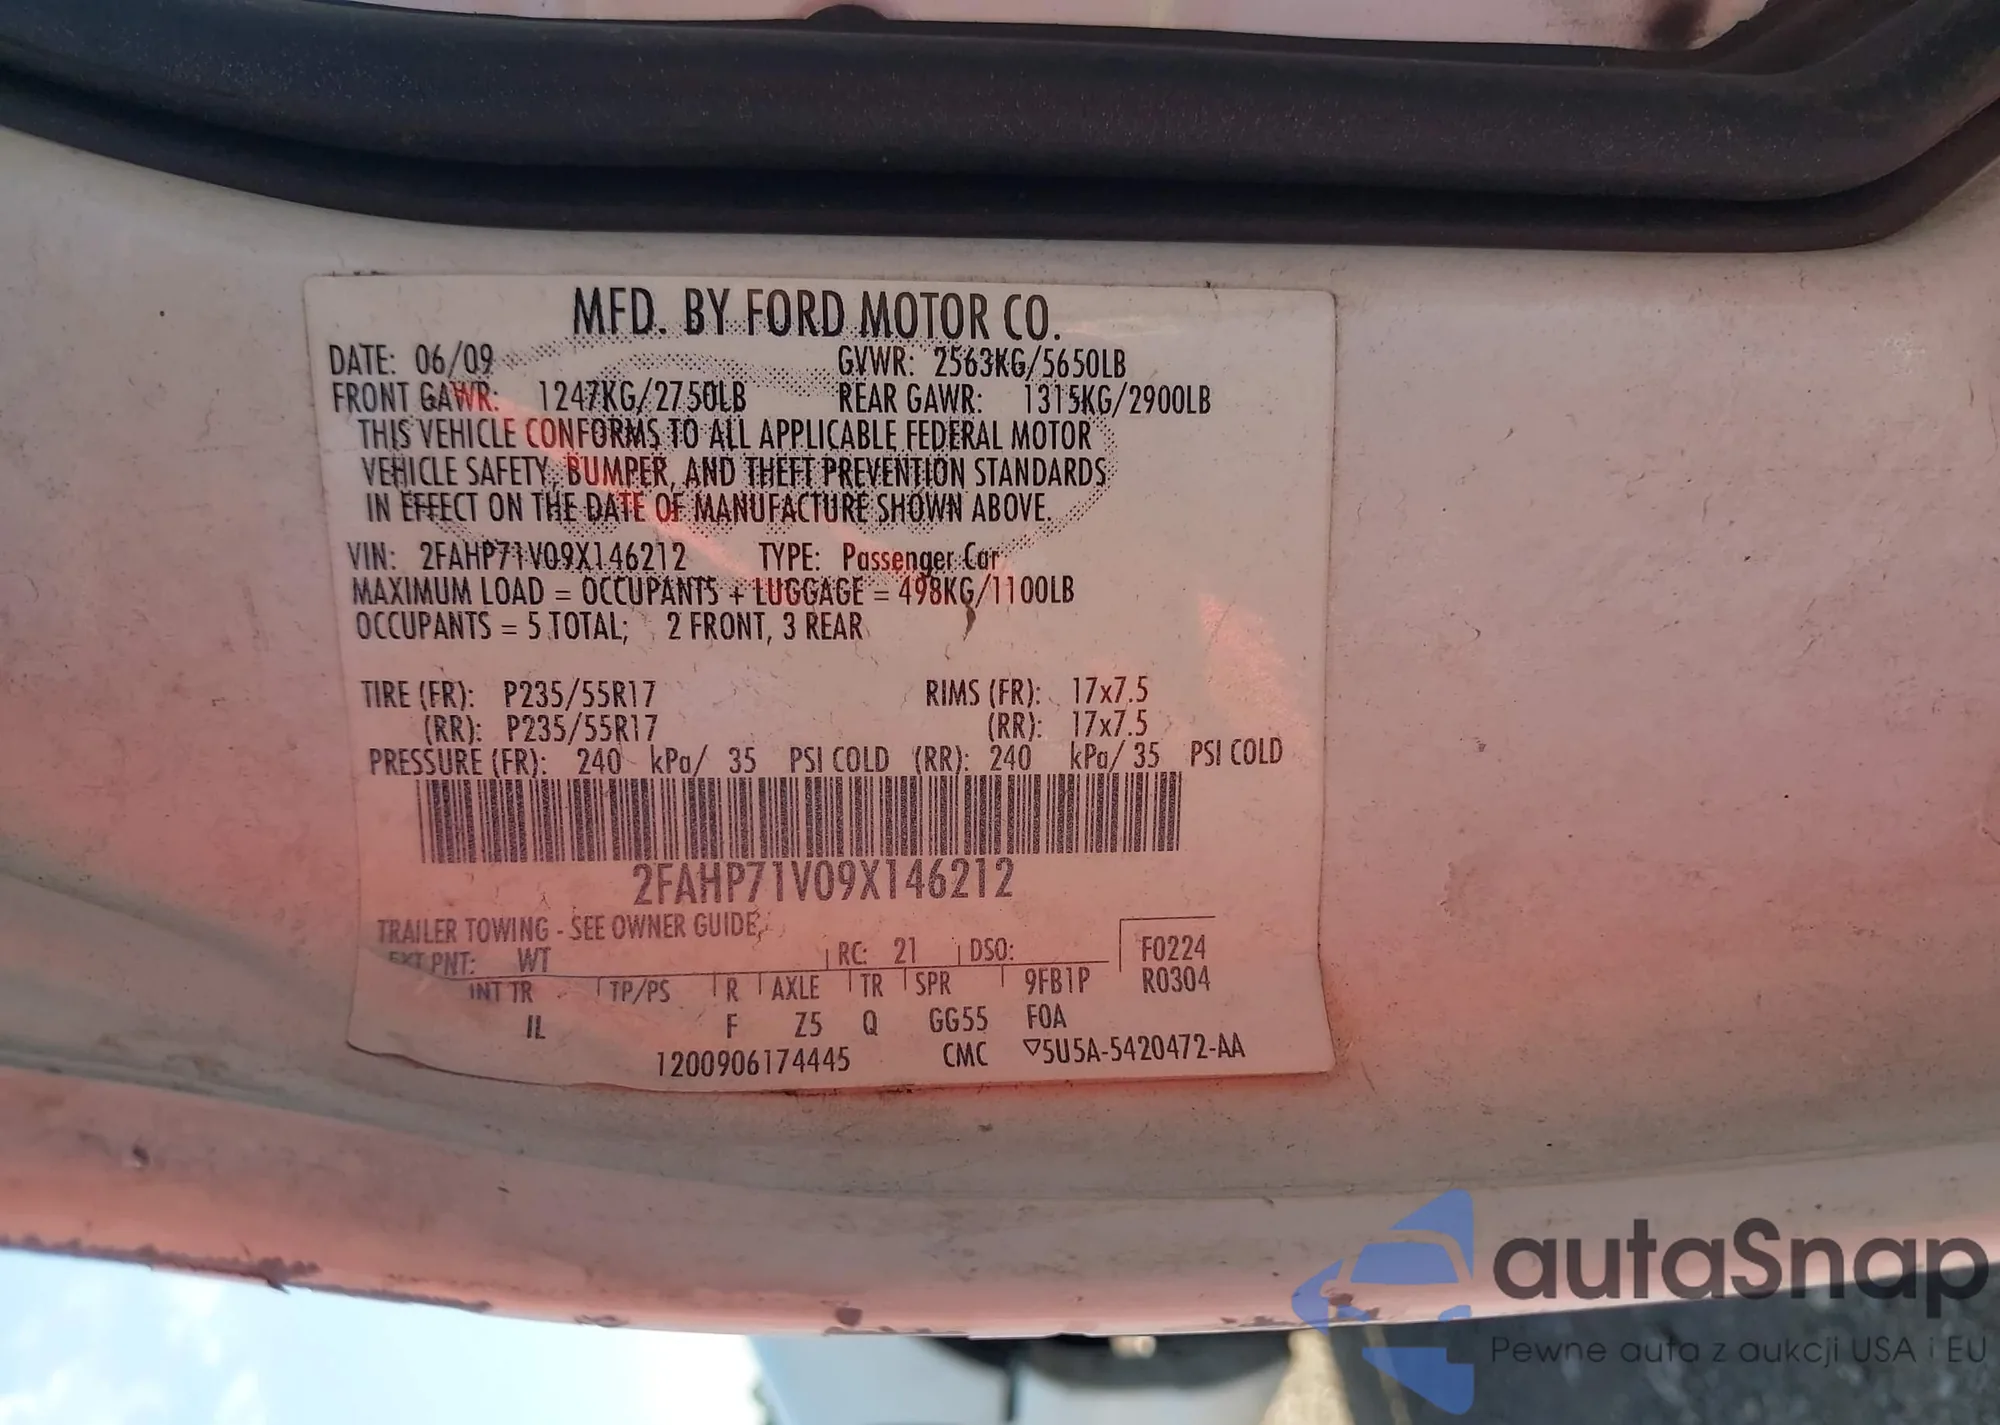 MFD. BY FORD MOTOR CO.
DATE: 06/09 GVWR: 2563KG/5650LB
FRONT GAWR: 1247KG/2750LB REAR GAWR: 1315KG/2900LB
THIS VEHICLE CONFORMS TO ALL APPLICABLE FEDERAL MOTOR
VEHICLE SAFETY, BUMPER, AND THEFT PREVENTION STANDARDS
IN EFFECT ON THE DATE OF MANUFACTURE SHOWN ABOVE.
VIN: 2FAHP71V09X146212 TYPE: Passenger Car
MAXIMUM LOAD = OCCUPANTS + LUGGAGE = 498KG/1100LB
OCCUPANTS = 5 TOTAL; 2 FRONT, 3 REAR
TIRE (FR): P235/55R17 RIMS (FR): 17x7.5
(RR): P235/55R17 (RR): 17x7.5
PRESSURE (FR): 240 kPa/ 35 PSI COLD (RR): 240 kPa/ 35 PSI COLD
2FAHP71V09X146212
TRAILER TOWING - SEE OWNER GUIDE
EXT PNT: WT RC: 21 DSO: F0224
INT TR TP/PS R AXLE TR SPR 9FB1P R0304
IL F Z5 Q GG55 FOA
1200906174445 CMC ▽5U5A-5420472-AA
autaSnap
Pewne auta z aukcji USA i EU